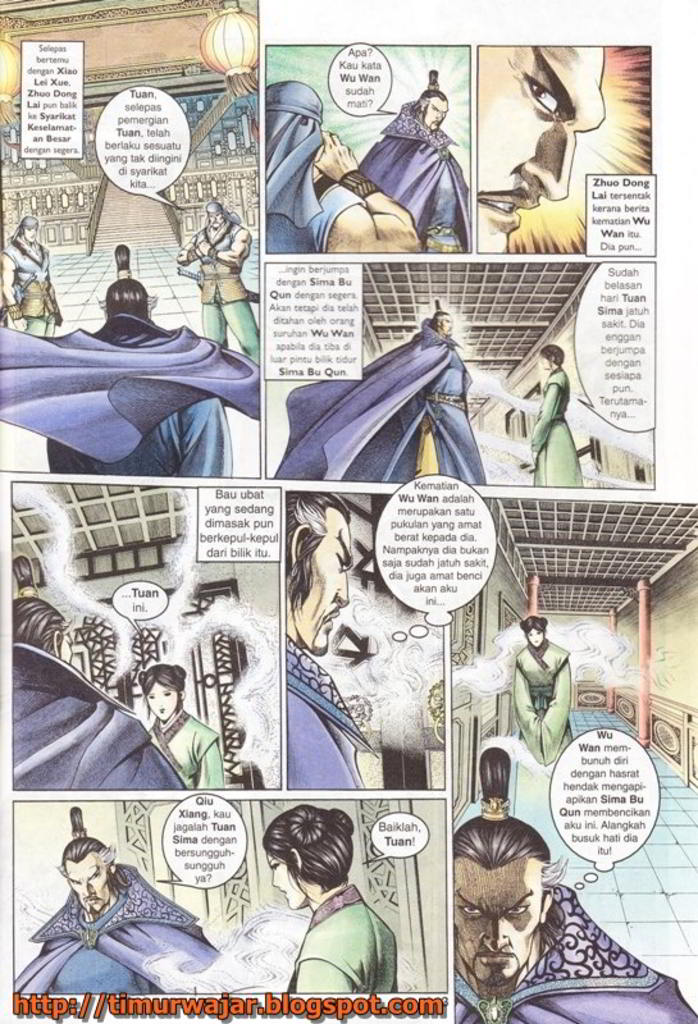 Selepas
bertemu
dengan Xiao
Lei Xue,
Zhuo Dong
Lai pun balik
ke Syarikat
Keselamat-
an Besar
dengan segera.
Tuan,
selepas
pemergian
Tuan, telah
berlaku sesuatu
yang tak diingini
di syarikat
kita...
Apa?
Kau kata
Wu Wan
sudah
mati?
Zhuo Dong
Lai tersentak
kerana berita
kematian Wu
Wan itu.
Dia pun...
...ingin berjumpa
dengan Sima Bu
Qun dengan segera.
Akan tetapi dia telah
ditahan oleh orang
suruhan Wu Wan
apabila dia tiba di
luar pintu bilik tidur
Sima Bu Qun.
Sudah
belasan
hari Tuan
Sima jatuh
sakit. Dia
enggan
berjumpa
dengan
sesiapa
pun.
Terutama-
nya...
Bau ubat
yang sedang
dimasak pun
berkepul-kepul
dari bilik itu.
...Tuan
ini.
Kematian
Wu Wan adalah
merupakan satu
pukulan yang amat
berat kepada dia.
Nampaknya dia bukan
saja sudah jatuh sakit,
dia juga amat benci
akan aku
ini...
Wu
Wan mem-
bunuh diri
dengan hasrat
hendak mengapi-
apikan Sima Bu
Qun membencikan
aku ini. Alangkah
busuk hati dia
itu!
Qiu
Xiang, kau
jagalah Tuan
Sima dengan
bersungguh-
sungguh
ya?
Baiklah,
Tuan!
http://timurwajar.blogspot.com